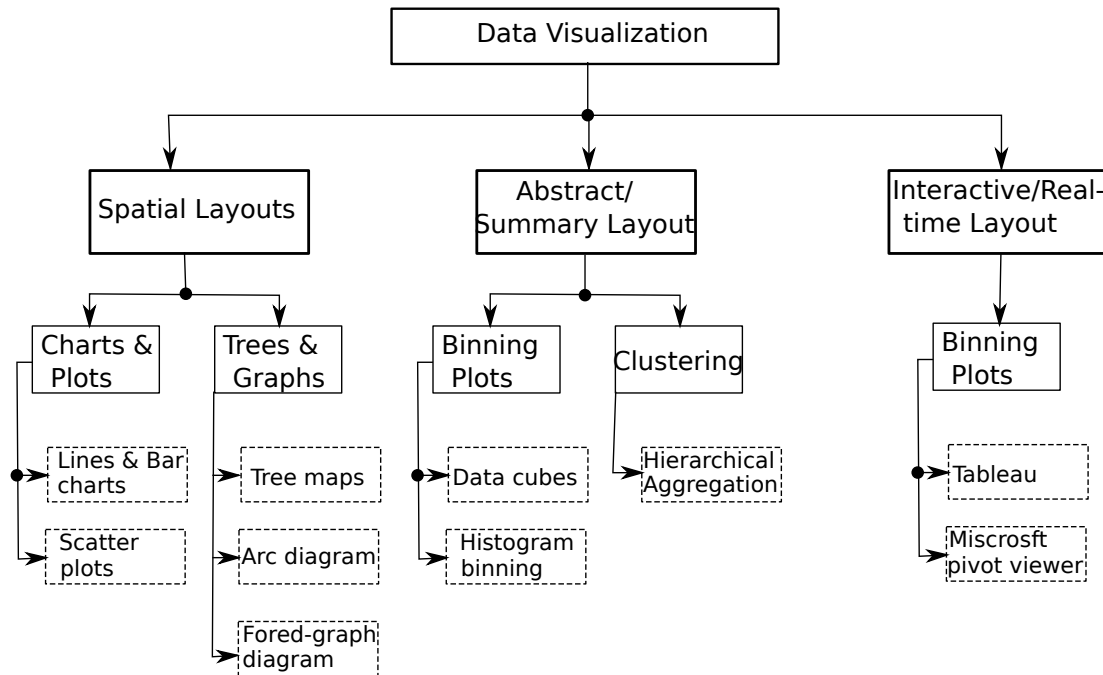 Data Visualization
Spatial Layouts
Abstract/
Summary Layout
Interactive/Real-
time Layout
Charts &
Plots
Trees &
Graphs
Binning
Plots
Clustering
Binning
Plots
Lines & Bar
charts
Tree maps
Data cubes
Hierarchical
Aggregation
Tableau
Scatter
plots
Arc diagram
Histogram
binning
Miscrosft
pivot viewer
Fored-graph
diagram